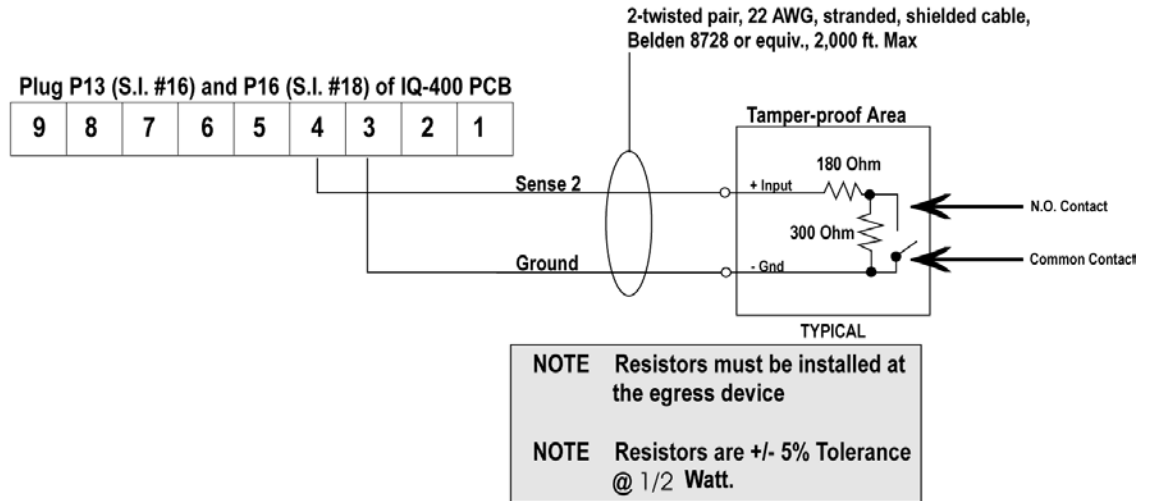 2-twisted pair, 22 AWG, stranded, shielded cable,
Belden 8728 or equiv., 2,000 ft. Max
Plug P13 (S.I. #16) and P16 (S.I. #18) of IQ-400 PCB
9 8 7 6 5 4 3 2 1
Tamper-proof Area
180 Ohm
Sense 2
+ Input
N.O. Contact
300 Ohm
Ground
- Gnd
Common Contact
TYPICAL
NOTE Resistors must be installed at
the egress device
NOTE Resistors are +/- 5% Tolerance
@ 1/2 Watt.